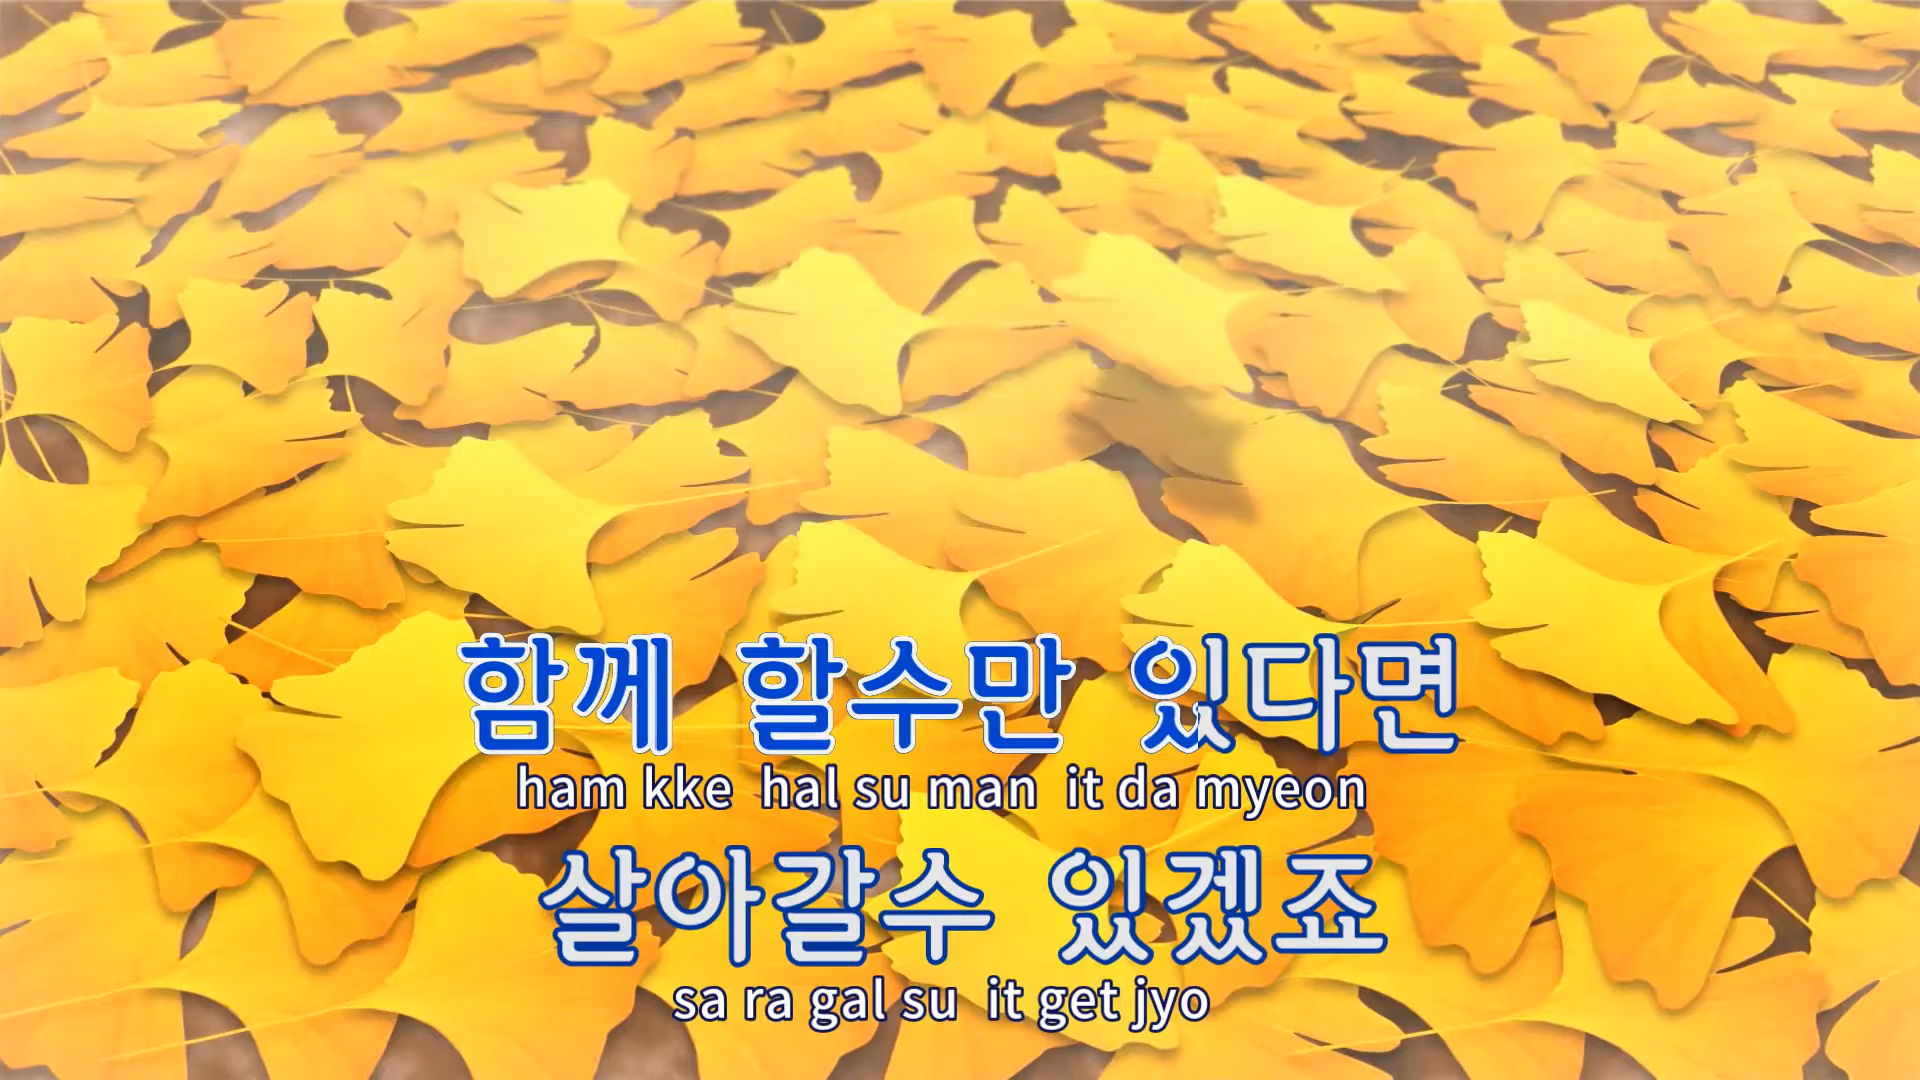 함께 할수만 있다면
ham kke hal su man it da myeon
살아갈수 있겠죠
sa ra gal su it get jyo